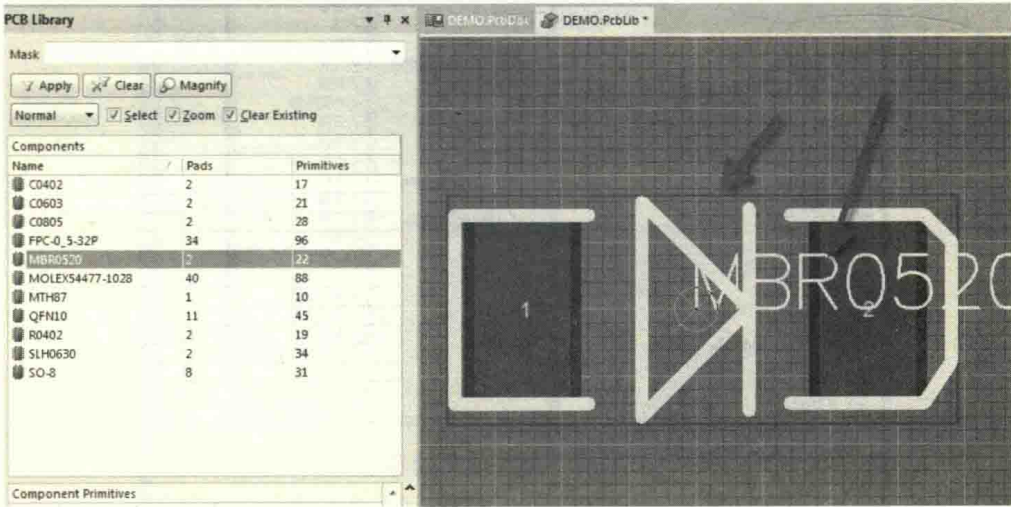 PCB Library
DEMO.PcbDoc
DEMO.PcbLib *
Mask
Apply
Clear
Magnify
Normal
Select
Zoom
Clear Existing
Components
Name / Pads Primitives
C0402 2 17
C0603 2 21
C0805 2 28
FPC-0_5-32P 34 96
MBR0520 2 22
MOLEX54477-1028 40 88
MTH87 1 10
QFN10 11 45
R0402 2 19
SLH0630 2 34
SO-8 8 31
Component Primitives
1
MBR0520
2